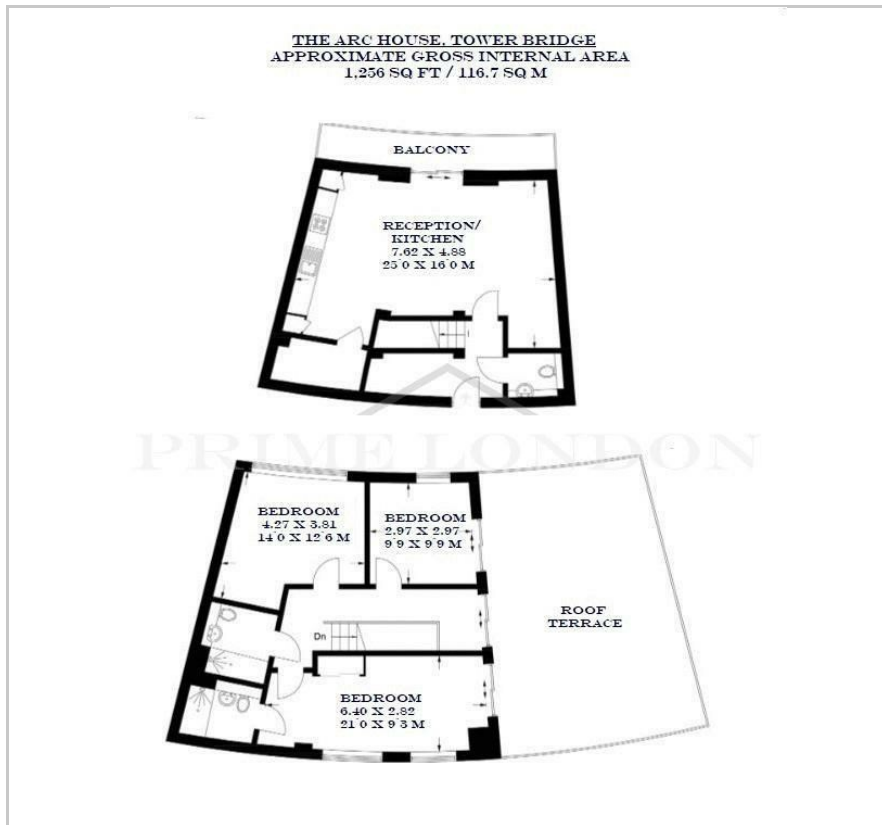 THE ARC HOUSE, TOWER BRIDGE
APPROXIMATE GROSS INTERNAL AREA
1,256 SQ FT / 116.7 SQ M
BALCONY
RECEPTION/
KITCHEN
7.62 X 4.88
25'0 X 16'0 M
PRIME LONDON
BEDROOM
4.27 X 3.81
14'0 X 12'6 M
BEDROOM
2.97 X 2.97
9'9 X 9'9 M
ROOF
TERRACE
Dn
BEDROOM
6.40 X 2.82
21'0 X 9'3 M